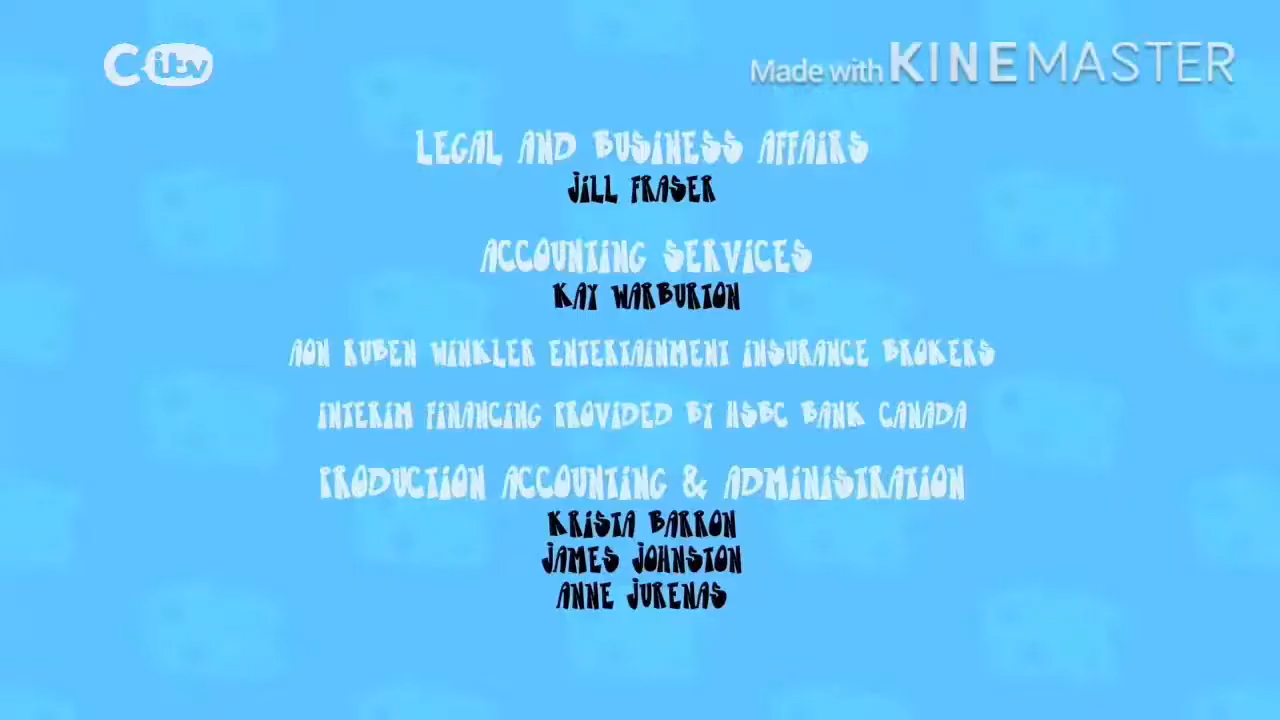 Citv
Made with KINEMASTER
LEGAL AND BUSINESS AFFAIRS
JILL FRASER
ACCOUNTING SERVICES
KAY WARBURTON
AON RUBEN WINKLER ENTERTAINMENT INSURANCE BROKERS
INTERIM FINANCING PROVIDED BY HSBC BANK CANADA
PRODUCTION ACCOUNTING & ADMINISTRATION
KRISTA BARRON
JAMES JOHNSTON
ANNE JURENAS